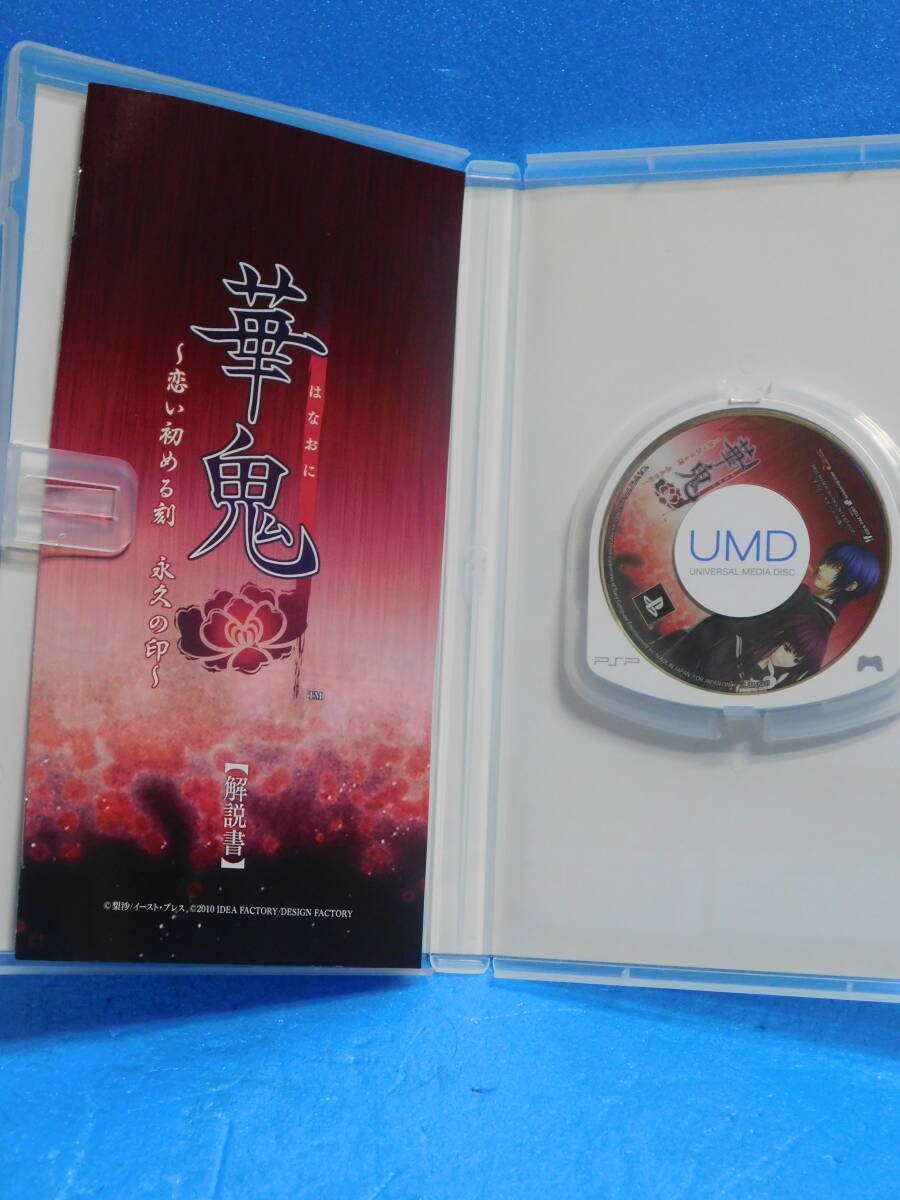 華鬼
はなおに
～恋い初める刻 永久の印～
TM
【解説書】
©梨沙/イースト・プレス, ©2010 IDEA FACTORY/DESIGN FACTORY
華鬼
UMD
UNIVERSAL MEDIA DISC
PSP